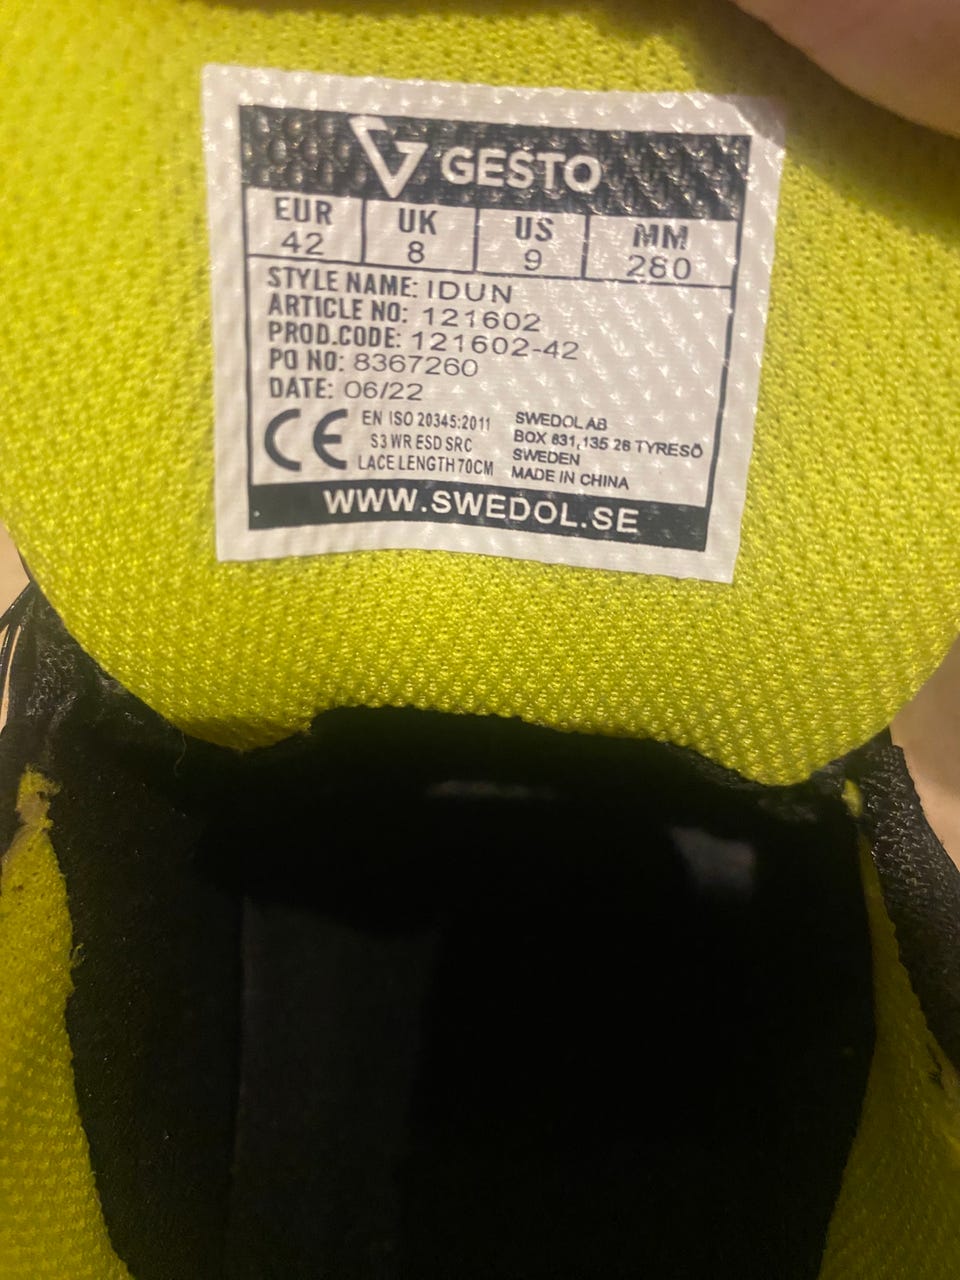 GESTO
EUR UK US MM
42 8 9 280
STYLE NAME: IDUN
ARTICLE NO: 121602
PROD.CODE: 121602-42
PO NO: 8367260
DATE: 06/22
CE
EN ISO 20345:2011
S3 WR ESD SRC
LACE LENGTH 70CM
SWEDOL AB
BOX 631, 135 26 TYRESÖ
SWEDEN
MADE IN CHINA
WWW.SWEDOL.SE